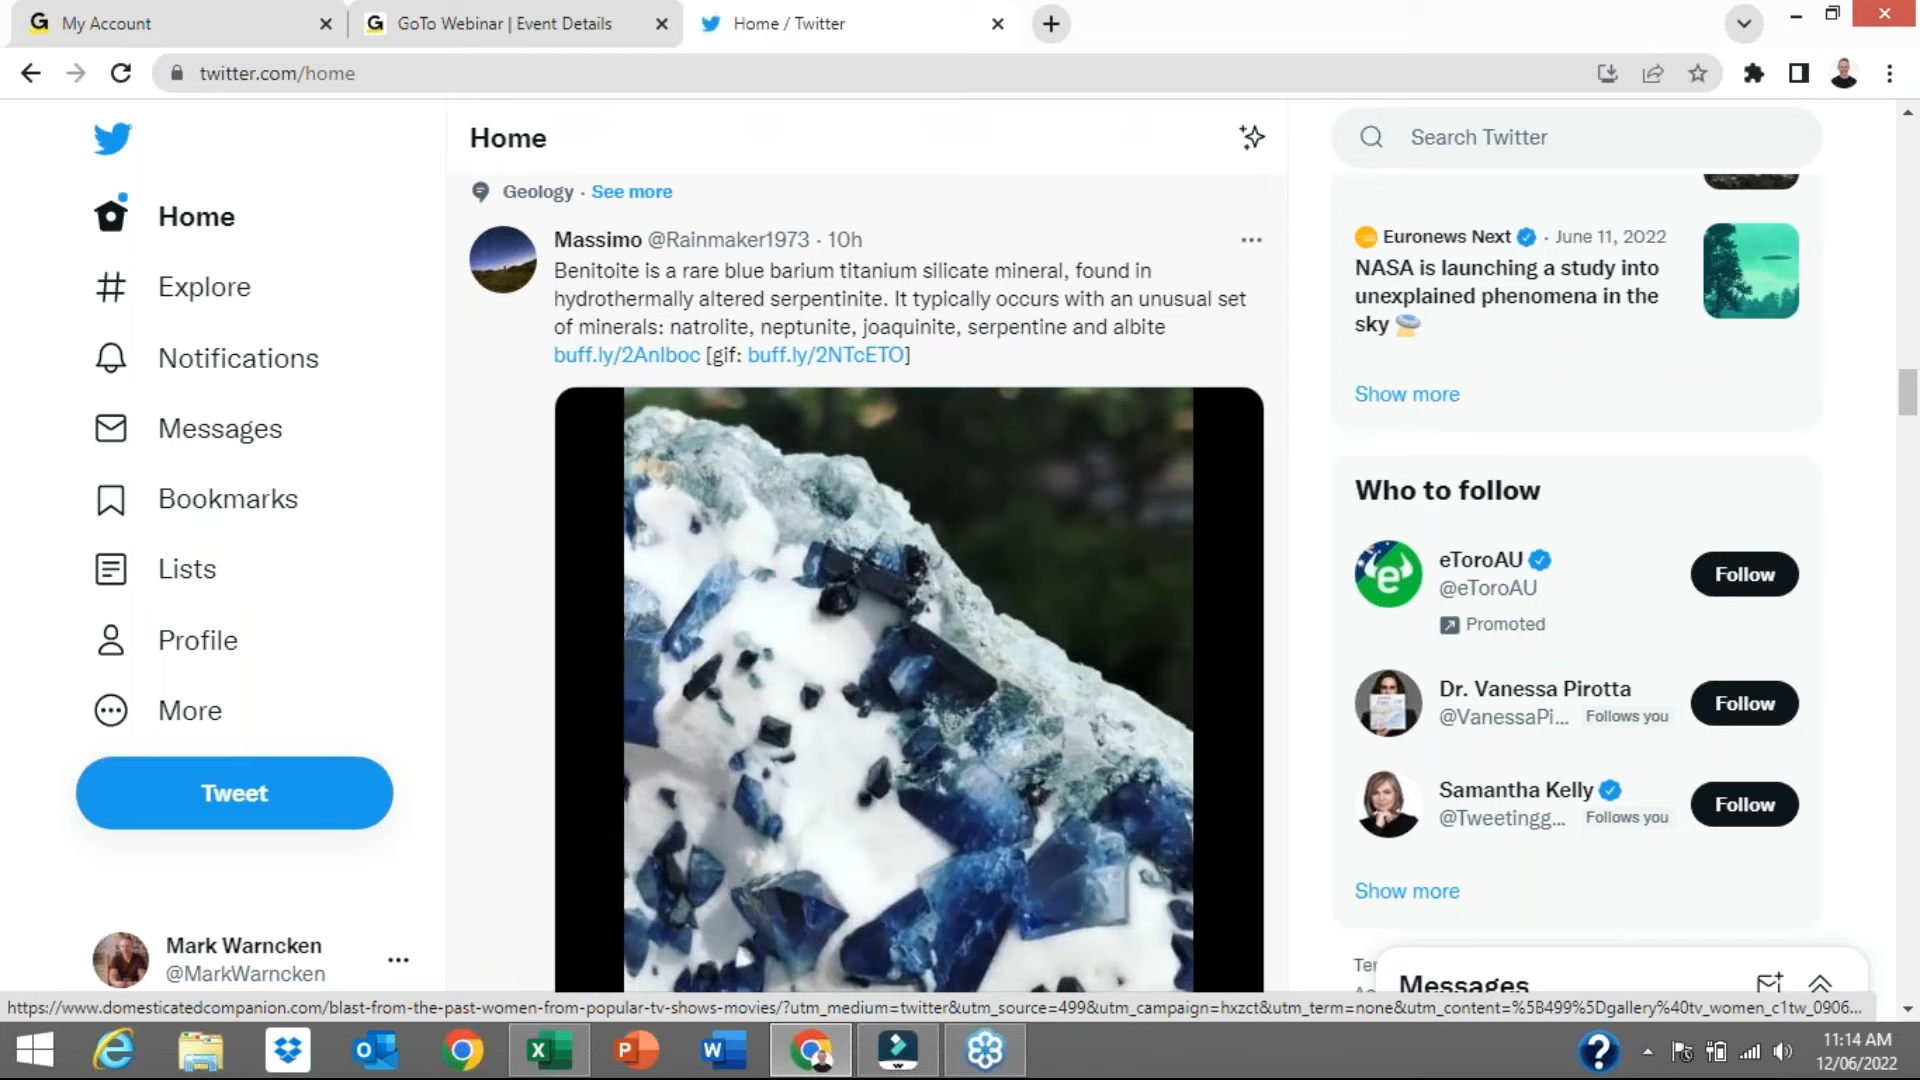 My Account
GoTo Webinar | Event Details
Home / Twitter
twitter.com/home
Home
Explore
Notifications
Messages
Bookmarks
Lists
Profile
More
Tweet
Mark Warncken
@MarkWarncken
Home
Geology · See more
Massimo @Rainmaker1973 · 10h
Benitoite is a rare blue barium titanium silicate mineral, found in
hydrothermally altered serpentinite. It typically occurs with an unusual set
of minerals: natrolite, neptunite, joaquinite, serpentine and albite
buff.ly/2Anlboc [gif: buff.ly/2NTcETO]
Search Twitter
Euronews Next · June 11, 2022
NASA is launching a study into
unexplained phenomena in the
sky
Show more
Who to follow
eToroAU
@eToroAU
Promoted
Follow
Dr. Vanessa Pirotta
@VanessaPi... Follows you
Follow
Samantha Kelly
@Tweetingg... Follows you
Follow
Show more
Messages
https://www.domesticatedcompanion.com/blast-from-the-past-women-from-popular-tv-shows-movies/?utm_medium=twitter&utm_source=499&utm_campaign=hxzct&utm_term=none&utm_content=%5B499%5Dgallery%40tv_women_c1tw_0906...
11:14 AM
12/06/2022